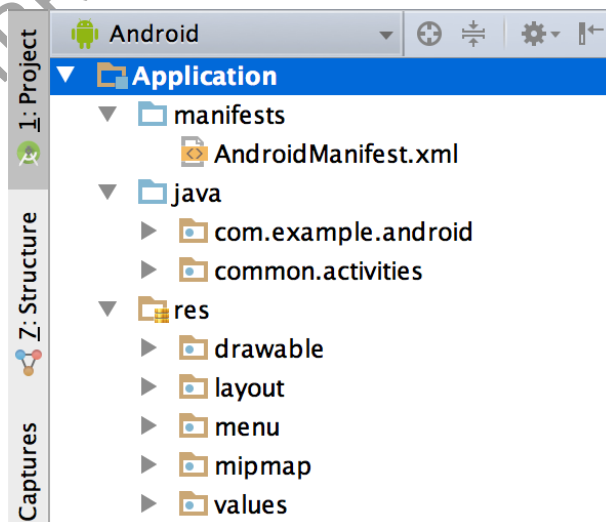 Android
1: Project
Application
manifests
AndroidManifest.xml
java
com.example.android
common.activities
7: Structure
res
drawable
layout
menu
Captures
mipmap
values